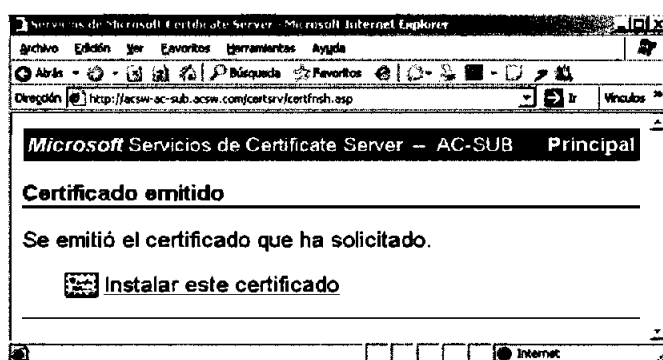 Servicios de Microsoft Certificate Server - Microsoft Internet Explorer
Archivo Edición Ver Favoritos Herramientas Ayuda
Atrás Búsqueda Favoritos
Dirección http://acsw-ac-sub.acsw.com/certsrv/certfnsh.asp Ir Vínculos »
Microsoft Servicios de Certificate Server -- AC-SUB Principal
Certificado emitido
Se emitió el certificado que ha solicitado.
Instalar este certificado
Internet